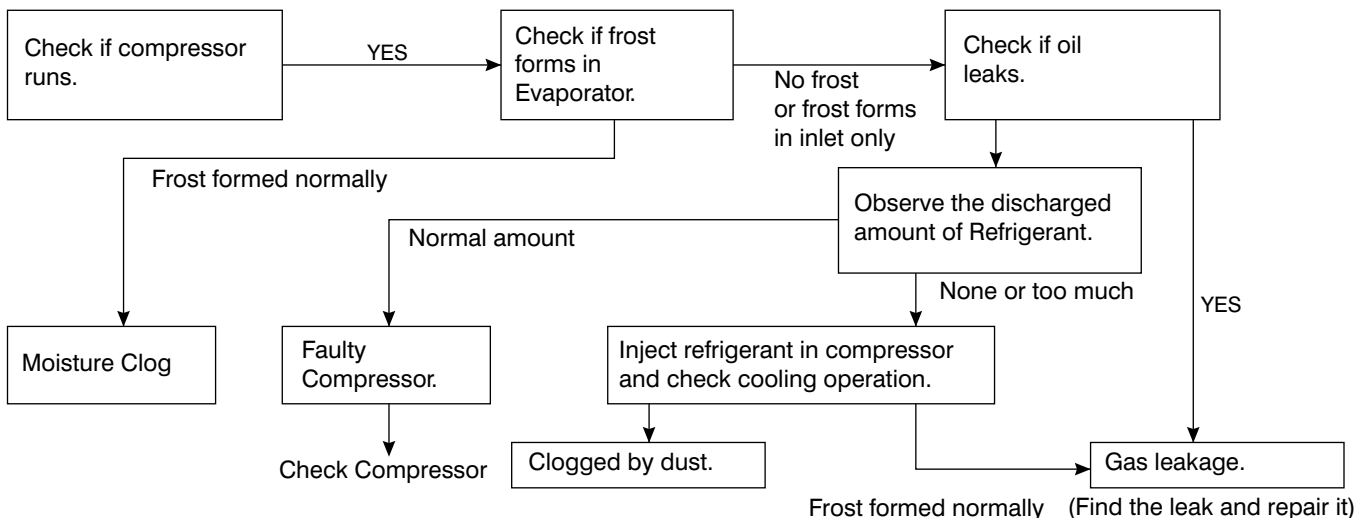 Check if compressor
runs.
YES
Check if frost
forms in
Evaporator.
No frost
or frost forms
in inlet only
Check if oil
leaks.
Frost formed normally
Observe the discharged
amount of Refrigerant.
Normal amount
None or too much
YES
Moisture Clog
Faulty
Compressor.
Inject refrigerant in compressor
and check cooling operation.
Check Compressor
Clogged by dust.
Gas leakage.
Frost formed normally
(Find the leak and repair it)